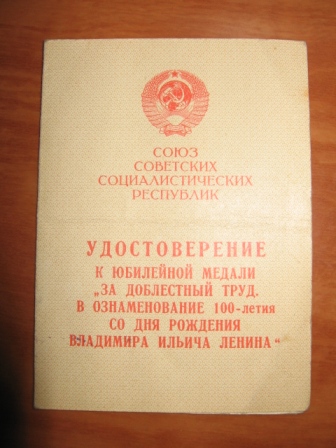 СОЮЗ
СОВЕТСКИХ
СОЦИАЛИСТИЧЕСКИХ
РЕСПУБЛИК
УДОСТОВЕРЕНИЕ
К ЮБИЛЕЙНОЙ МЕДАЛИ
„ЗА ДОБЛЕСТНЫЙ ТРУД.
В ОЗНАМЕНОВАНИЕ 100-летия
СО ДНЯ РОЖДЕНИЯ
ВЛАДИМИРА ИЛЬИЧА ЛЕНИНА“